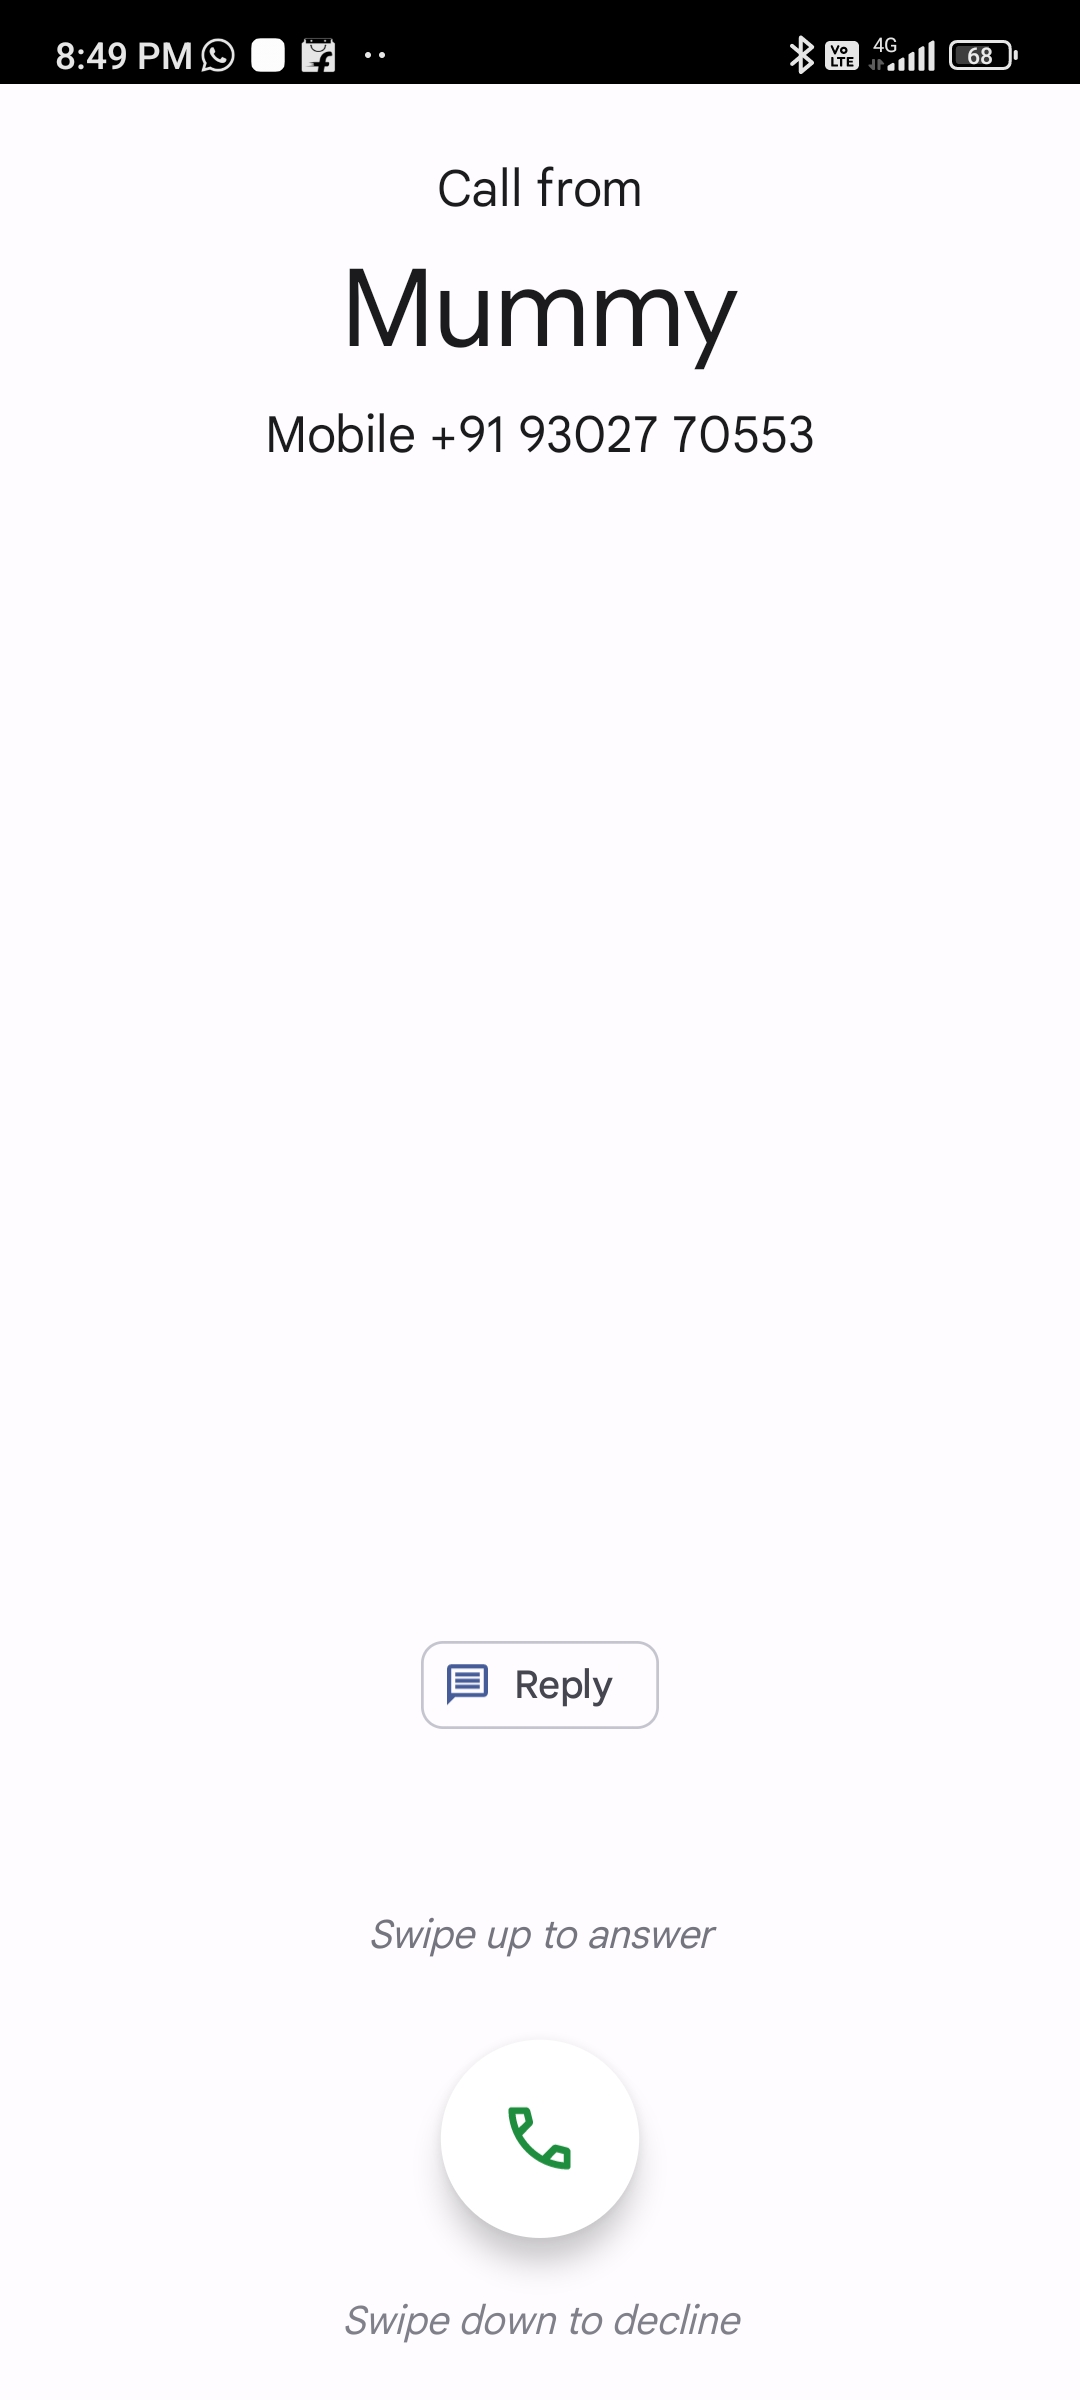 8:49 PM
Vo LTE
4G
68
Call from
Mummy
Mobile +91 93027 70553
Reply
Swipe up to answer
Swipe down to decline